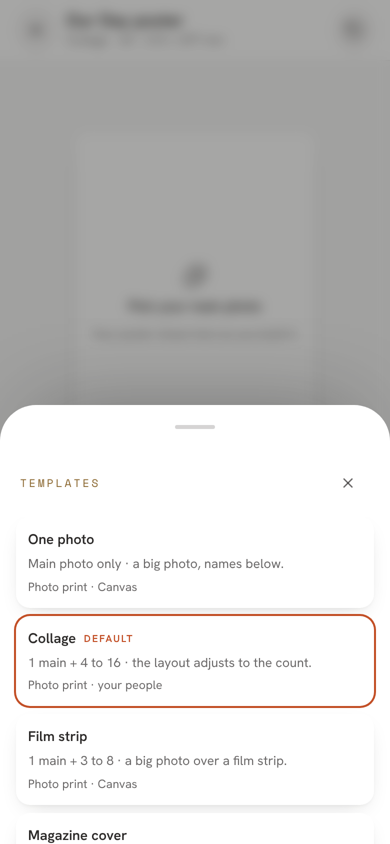 TEMPLATES
One photo
Main photo only · a big photo, names below.
Photo print · Canvas
Collage DEFAULT
1 main + 4 to 16 · the layout adjusts to the count.
Photo print · your people
Film strip
1 main + 3 to 8 · a big photo over a film strip.
Photo print · Canvas
Magazine cover